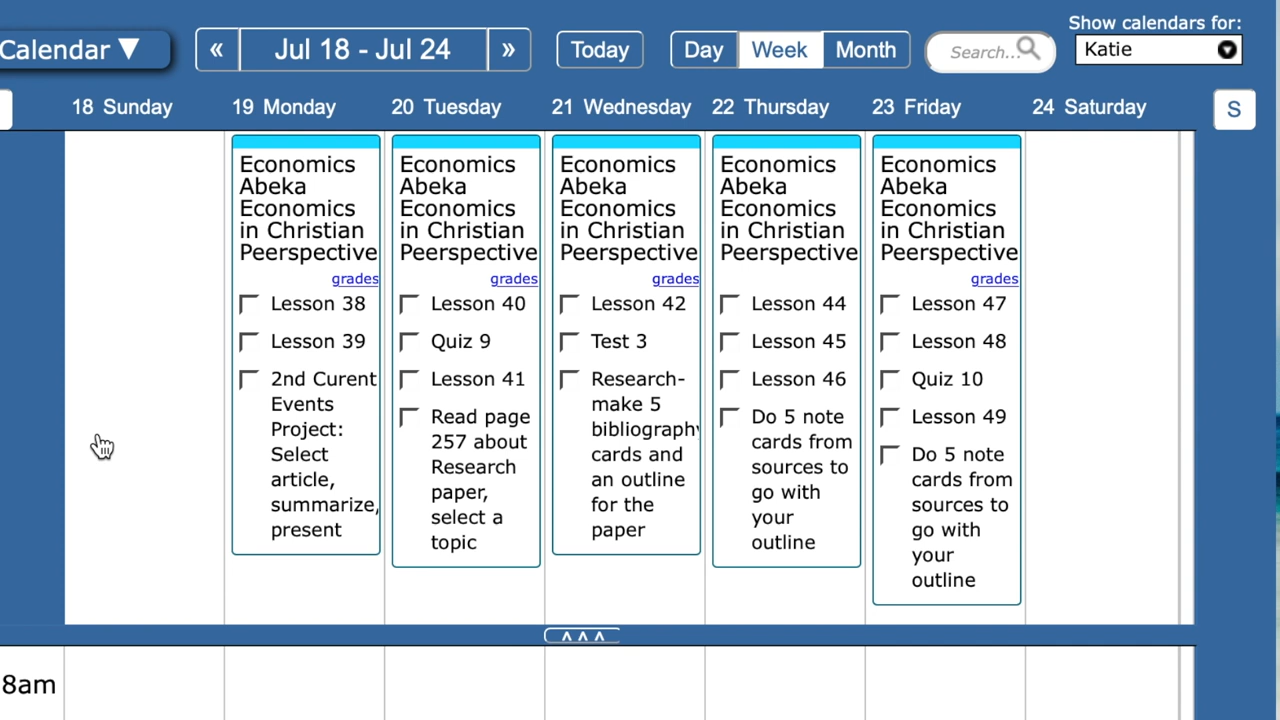 Show calendars for:
Calendar ▼
«
Jul 18 - Jul 24
»
Today
Day
Week
Month
Search...
Katie
18 Sunday
19 Monday
20 Tuesday
21 Wednesday
22 Thursday
23 Friday
24 Saturday
S
Economics
Abeka
Economics
in Christian
Peerspective
grades
Lesson 38
Lesson 39
2nd Curent
Events
Project:
Select
article,
summarize,
present
Economics
Abeka
Economics
in Christian
Peerspective
grades
Lesson 40
Quiz 9
Lesson 41
Read page
257 about
Research
paper,
select a
topic
Economics
Abeka
Economics
in Christian
Peerspective
grades
Lesson 42
Test 3
Research-
make 5
bibliography
cards and
an outline
for the
paper
Economics
Abeka
Economics
in Christian
Peerspective
Lesson 44
Lesson 45
Lesson 46
Do 5 note
cards from
sources to
go with
your
outline
Economics
Abeka
Economics
in Christian
Peerspective
grades
Lesson 47
Lesson 48
Quiz 10
Lesson 49
Do 5 note
cards from
sources to
go with
your
outline
8am